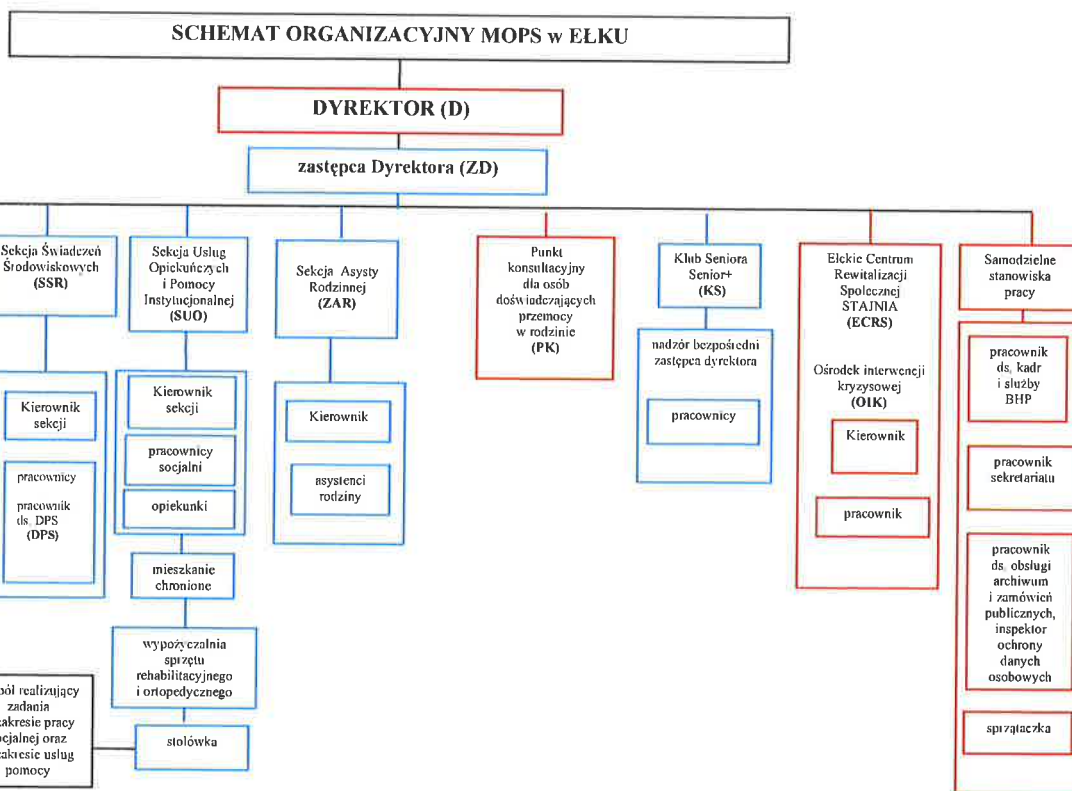 SCHEMAT ORGANIZACYJNY MOPS w EŁKU
DYREKTOR (D)
zastępca Dyrektora (ZD)
Sekcja Świadczeń
Środowiskowych
(SSR)
Kierownik
sekcji
pracownicy
pracownik
ds. DPS
(DPS)
Sekcja Usług
Opiekuńczych
i Pomocy
Instytucjonalnej
(SUO)
Kierownik
sekcji
pracownicy
socjalni
opiekunki
mieszkanie
chronione
wypożyczalnia
sprzętu
rehabilitacyjnego
i ortopedycznego
stołówka
realizujący
zadania
pracy
oraz
usług
pomocy
Sekcja Asysty
Rodzinnej
(ZAR)
Kierownik
asystenci
rodziny
Punkt
konsultacyjny
dla osób
doświadczających
przemocy
w rodzinie
(PK)
Klub Seniora
Senior+
(KS)
nadzór bezpośredni
zastępca dyrektora
pracownicy
Ełckie Centrum
Rewitalizacji
Społecznej
STAJNIA
(ECRS)
Ośrodek interwencji
kryzysowej
(OIK)
Kierownik
pracownik
Samodzielne
stanowiska
pracy
pracownik
ds. kadr
i służby
BHP
pracownik
sekretariatu
pracownik
ds. obsługi
archiwum
i zamówień
publicznych,
inspektor
ochrony
danych
osobowych
sprzątaczka